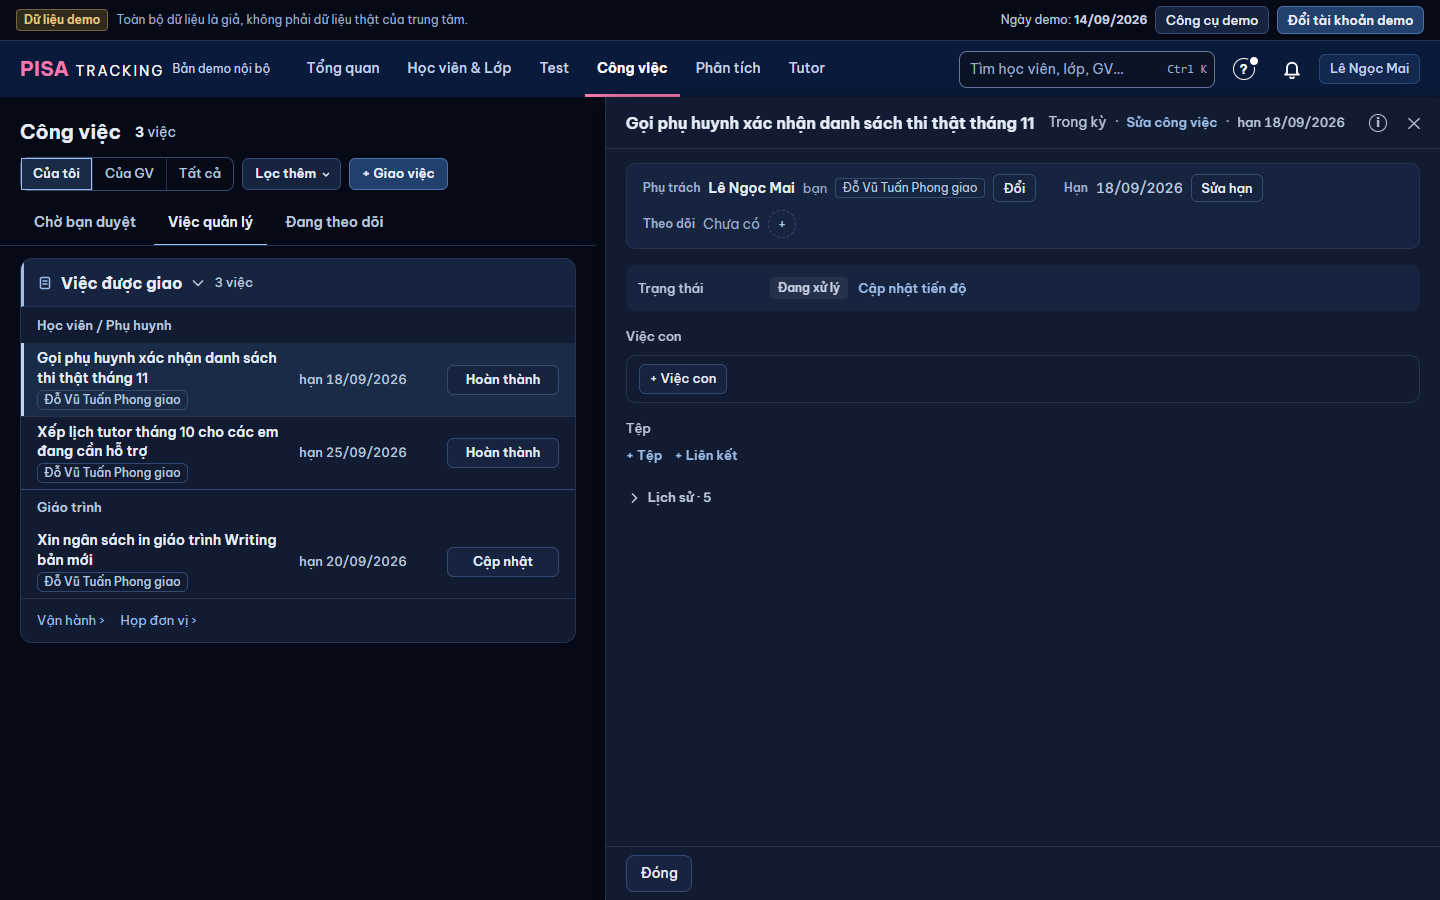 Dữ liệu demo Toàn bộ dữ liệu là giả, không phải dữ liệu thật của trung tâm. Ngày demo: 14/09/2026 Công cụ demo Đổi tài khoản demo
PISA TRACKING Bản demo nội bộ Tổng quan Học viên & Lớp Test Công việc Phân tích Tutor Tìm học viên, lớp, GV... Ctrl K ? Lê Ngọc Mai
Công việc 3 việc
Của tôi Của GV Tất cả Lọc thêm + Giao việc
Chờ bạn duyệt Việc quản lý Đang theo dõi
Việc được giao 3 việc
Học viên / Phụ huynh
Gọi phụ huynh xác nhận danh sách
thi thật tháng 11
hạn 18/09/2026 Hoàn thành
Đỗ Vũ Tuấn Phong giao
Xếp lịch tutor tháng 10 cho các em
đang cần hỗ trợ
hạn 25/09/2026 Hoàn thành
Đỗ Vũ Tuấn Phong giao
Giáo trình
Xin ngân sách in giáo trình Writing
bản mới
hạn 20/09/2026 Cập nhật
Đỗ Vũ Tuấn Phong giao
Vận hành › Họp đơn vị ›
Gọi phụ huynh xác nhận danh sách thi thật tháng 11 Trong kỳ · Sửa công việc · hạn 18/09/2026
Phụ trách Lê Ngọc Mai bạn Đỗ Vũ Tuấn Phong giao Đổi Hạn 18/09/2026 Sửa hạn
Theo dõi Chưa có +
Trạng thái Đang xử lý Cập nhật tiến độ
Việc con
+ Việc con
Tệp
+ Tệp + Liên kết
Lịch sử · 5
Đóng